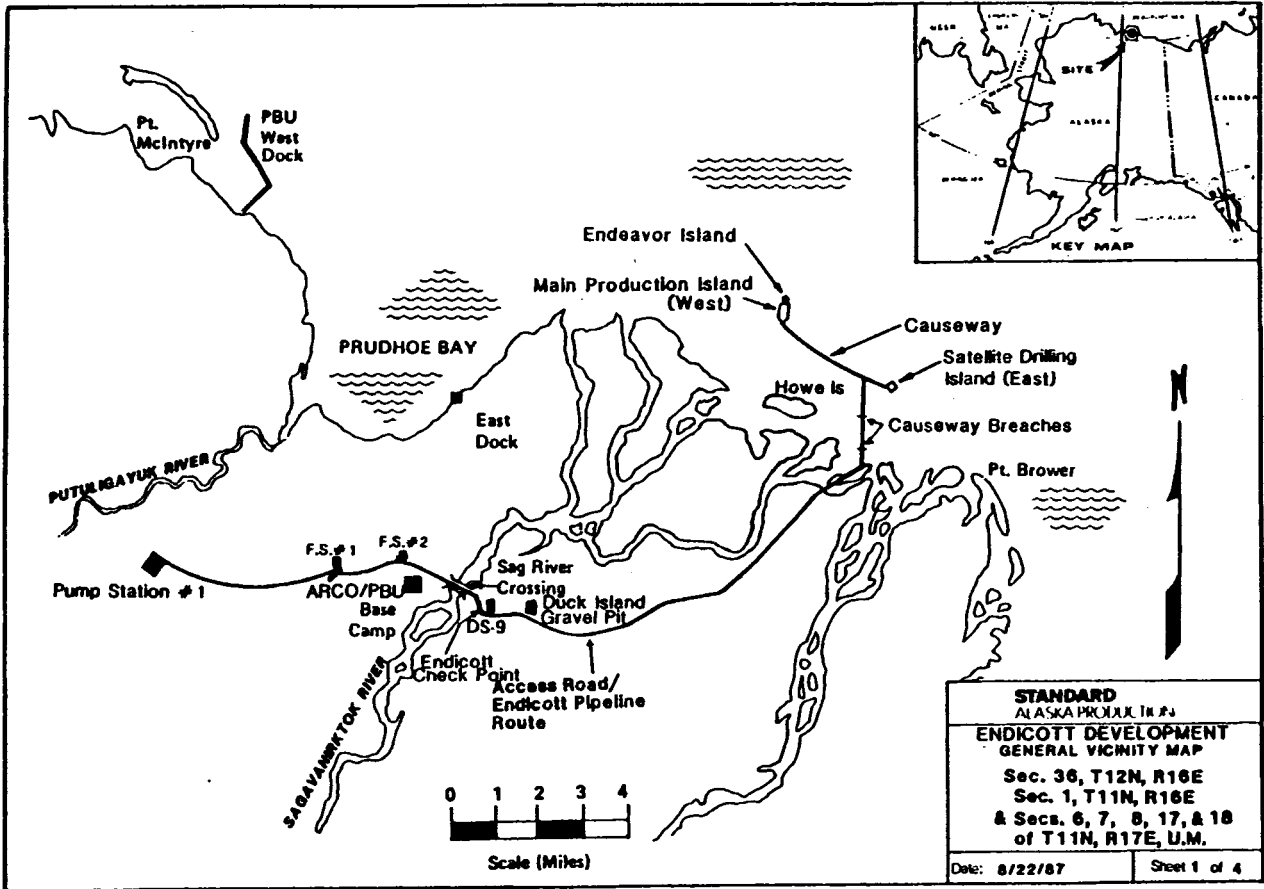 PBU
West
Dock
Pt.
McIntyre
SITE
ALASKA
CANADA
KEY MAP
Endeavor Island
Main Production Island
(West)
Causeway
PRUDHOE BAY
Satellite Drilling
Island (East)
Howe Is
East
Dock
Causeway Breaches
N
Pt. Brower
PUTULIGAYUK RIVER
F.S.#1
F.S.#2
Pump Station #1
ARCO/PBU
Base
Camp
Sag River
Crossing
DS-9
Duck Island
Gravel Pit
Endicott
Check Point
Access Road/
Endicott Pipeline
Route
SAGAVANIRKTOK RIVER
0 1 2 3 4
Scale (Miles)
STANDARD
ALASKA PRODUCTION
ENDICOTT DEVELOPMENT
GENERAL VICINITY MAP
Sec. 36, T12N, R16E
Sec. 1, T11N, R16E
& Secs. 6, 7, 8, 17, & 18
of T11N, R17E, U.M.
Date: 8/22/87
Sheet 1 of 4